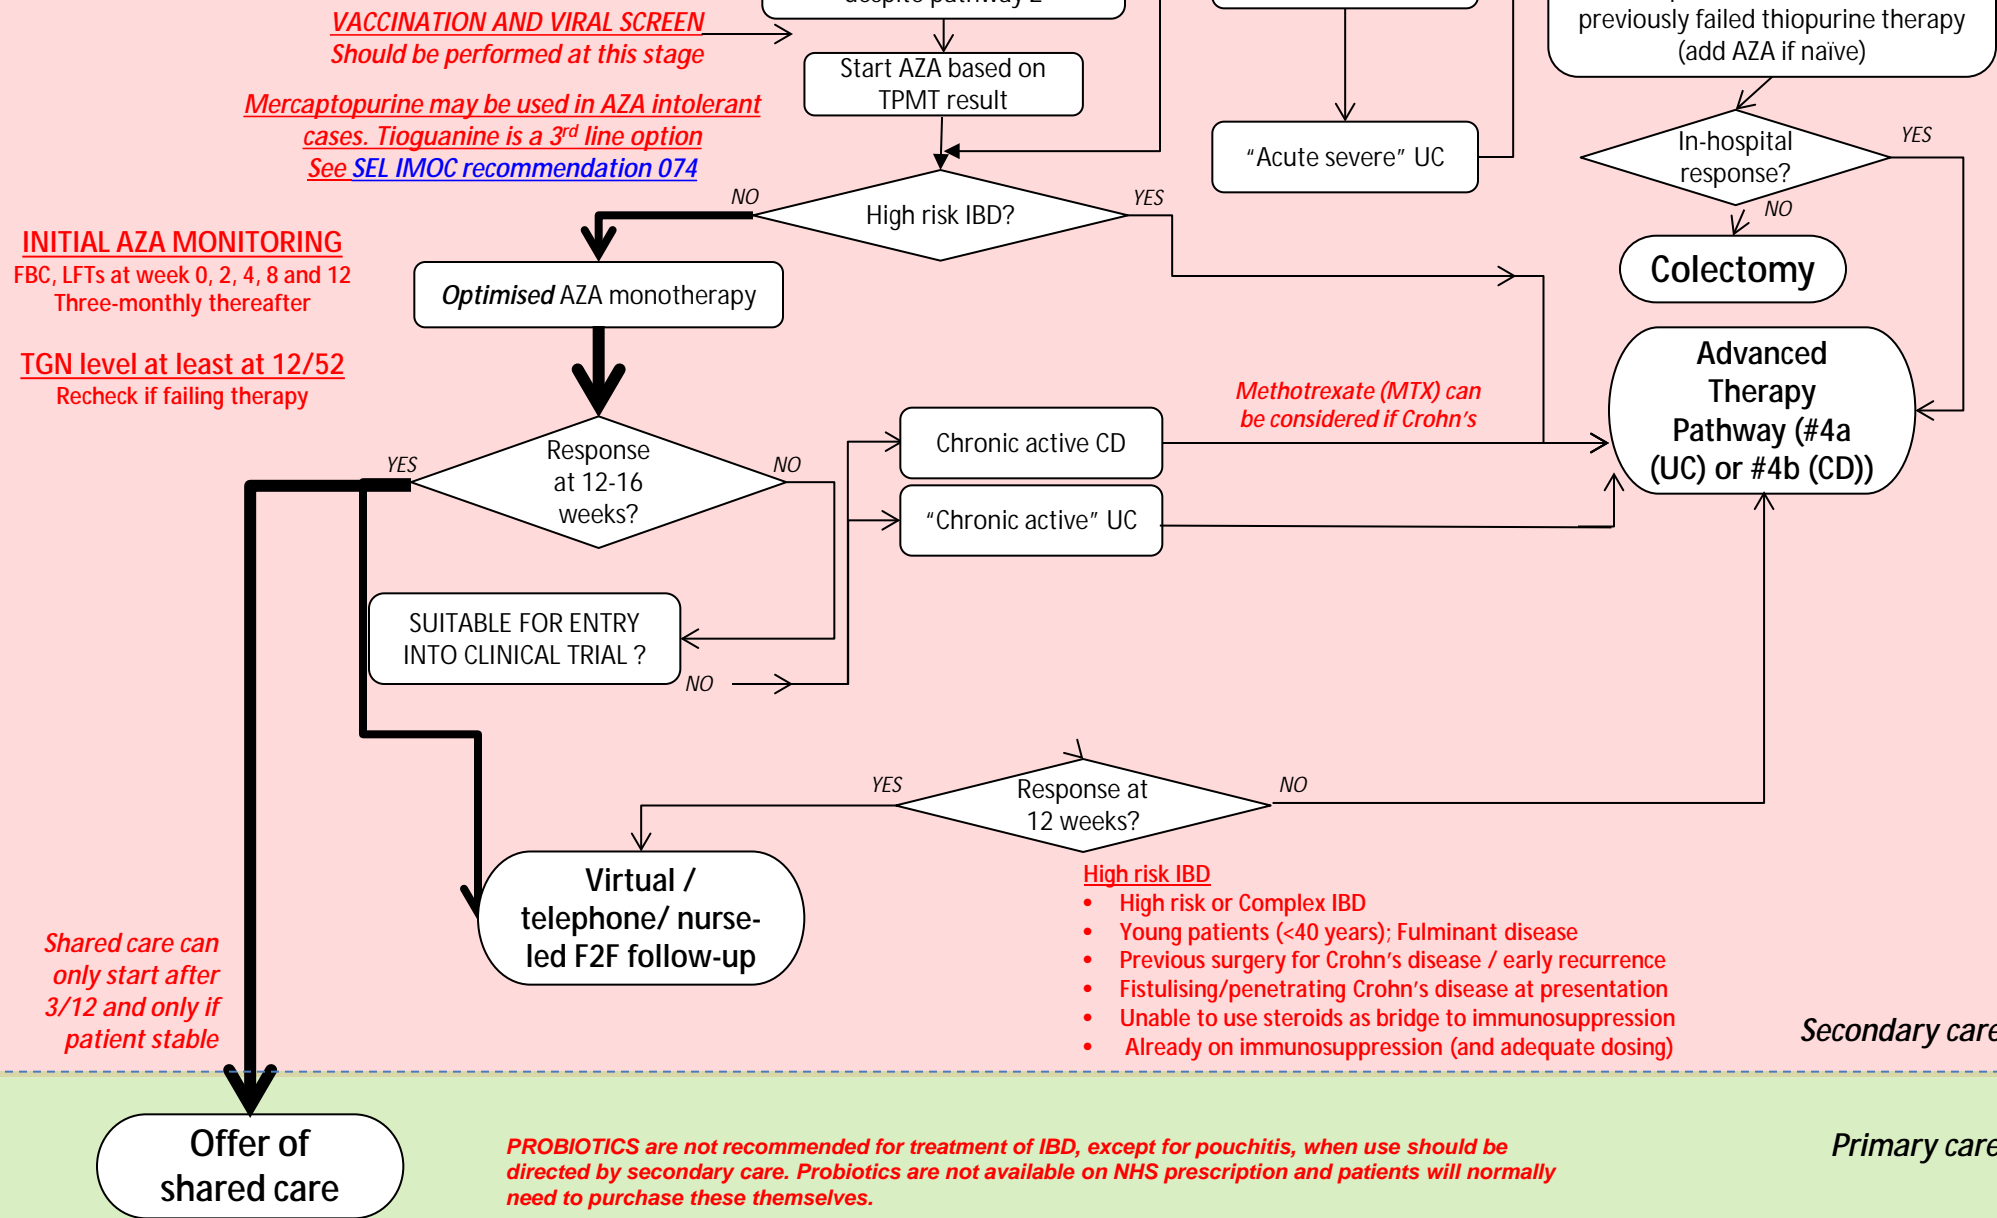 despite pathway 2
VACCINATION AND VIRAL SCREEN
Should be performed at this stage
previously failed thiopurine therapy
(add AZA if naïve)
Start AZA based on
TPMT result
Mercaptopurine may be used in AZA intolerant
cases. Tioguanine is a 3rd line option
See SEL IMOC recommendation 074
"Acute severe" UC
In-hospital
response?
YES
NO
NO
High risk IBD?
YES
INITIAL AZA MONITORING
FBC, LFTs at week 0, 2, 4, 8 and 12
Three-monthly thereafter
Optimised AZA monotherapy
Colectomy
TGN level at least at 12/52
Recheck if failing therapy
Advanced
Therapy
Pathway (#4a
(UC) or #4b (CD))
Methotrexate (MTX) can
be considered if Crohn's
Response
at 12-16
weeks?
YES
NO
Chronic active CD
"Chronic active" UC
SUITABLE FOR ENTRY
INTO CLINICAL TRIAL ?
NO
YES
Response at
12 weeks?
NO
Virtual /
telephone/ nurse-
led F2F follow-up
High risk IBD
• High risk or Complex IBD
• Young patients (<40 years); Fulminant disease
• Previous surgery for Crohn's disease / early recurrence
• Fistulising/penetrating Crohn's disease at presentation
• Unable to use steroids as bridge to immunosuppression
• Already on immunosuppression (and adequate dosing)
Shared care can
only start after
3/12 and only if
patient stable
Secondary care
Offer of
shared care
PROBIOTICS are not recommended for treatment of IBD, except for pouchitis, when use should be
directed by secondary care. Probiotics are not available on NHS prescription and patients will normally
need to purchase these themselves.
Primary care